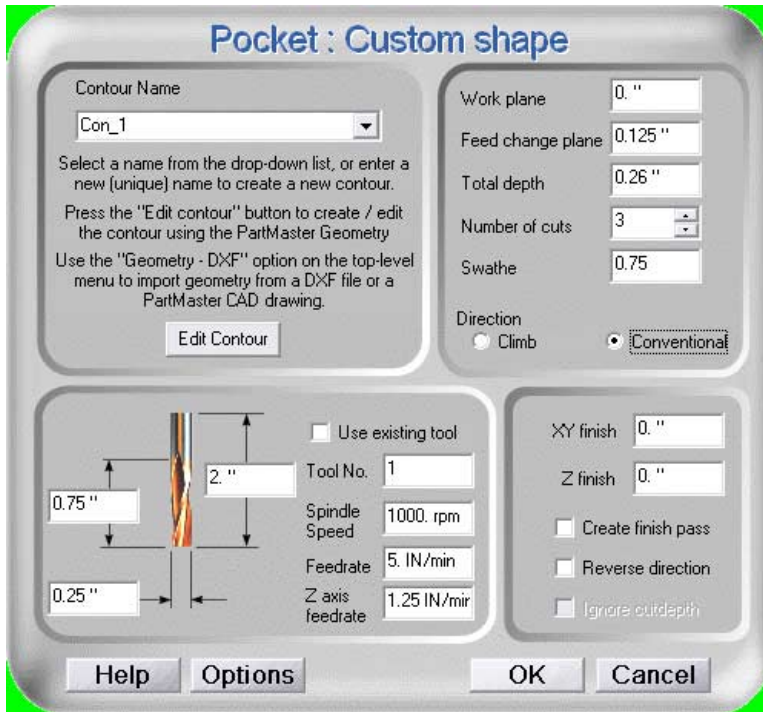 Pocket : Custom shape
Contour Name
Con_1
Select a name from the drop-down list, or enter a
new (unique) name to create a new contour.
Press the "Edit contour" button to create / edit
the contour using the PartMaster Geometry
Use the "Geometry - DXF" option on the top-level
menu to import geometry from a DXF file or a
PartMaster CAD drawing.
Edit Contour
Work plane 0. "
Feed change plane 0.125 "
Total depth 0.26 "
Number of cuts 3
Swathe 0.75
Direction
Climb Conventional
0.75 "
2. "
0.25 "
Use existing tool
Tool No. 1
Spindle
Speed 1000. rpm
Feedrate 5. IN/min
Z axis
feedrate 1.25 IN/mir
XY finish 0. "
Z finish 0. "
Create finish pass
Reverse direction
Ignore cutdepth
Help Options OK Cancel